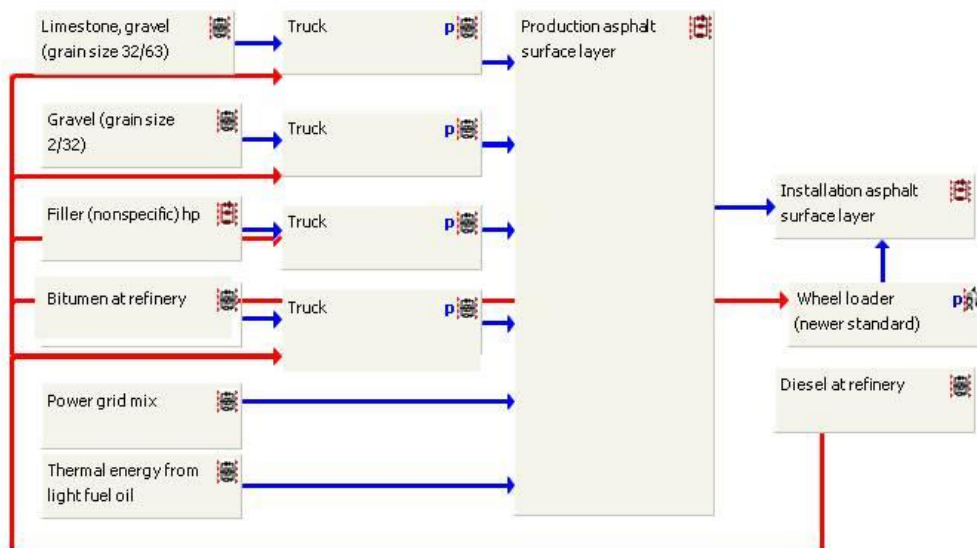 Limestone, gravel
(grain size 32/63)
Truck
p
Production asphalt
surface layer
Gravel (grain size
2/32)
Truck
p
Filler (nonspecific) hp
Truck
p
Installation asphalt
surface layer
Bitumen at refinery
Truck
p
Wheel loader
(newer standard)
p
Diesel at refinery
Power grid mix
Thermal energy from
light fuel oil